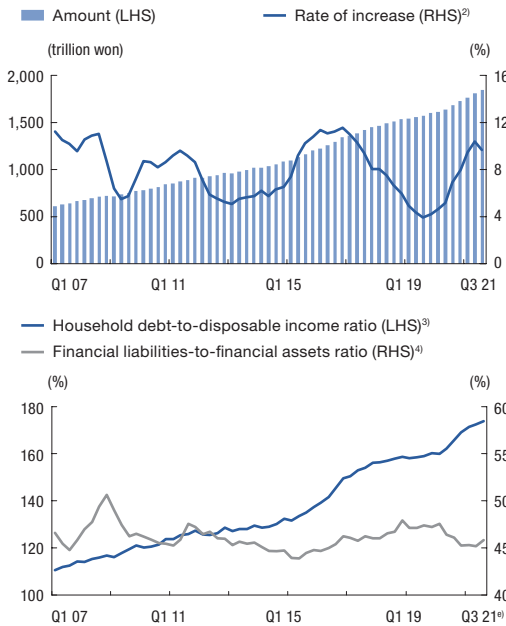 Amount (LHS) Rate of increase (RHS)2)
(trillion won) (%)
2,000 16
1,500 12
1,000 8
500 4
0 0
Q1 07 Q1 11 Q1 15 Q1 19 Q3 21
Household debt-to-disposable income ratio (LHS)3)
Financial liabilities-to-financial assets ratio (RHS)4)
(%) (%)
180 60
160 55
140 50
120 45
100 40
Q1 07 Q1 11 Q1 15 Q1 19 Q3 21e)